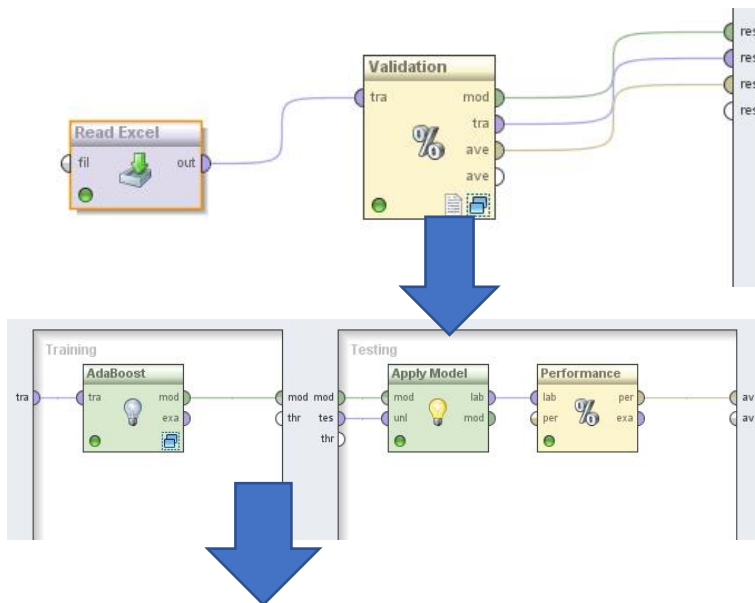 res
res
res
res
Validation
tra mod
tra
ave
ave
%
Read Excel
fil out
Training
Testing
AdaBoost
Apply Model
Performance
tra tra mod mod mod mod lab lab per av
exa thr tes unl mod per exa av
thr
%